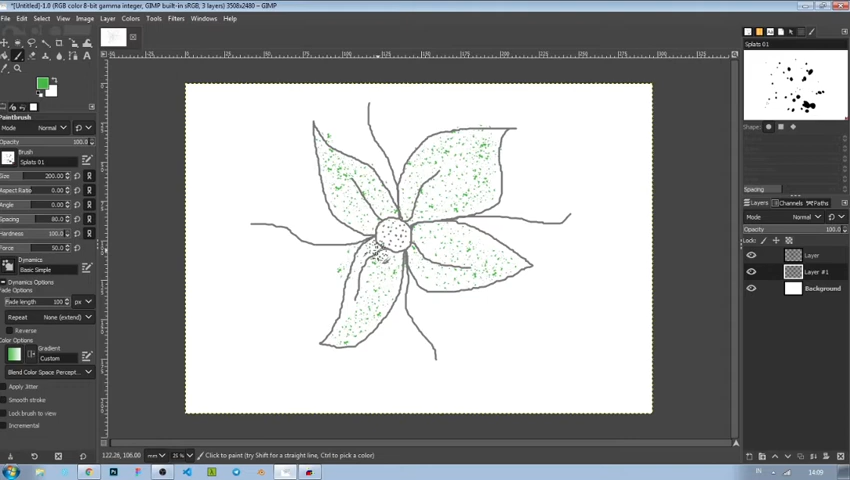 *[Untitled]-1.0 (RGB color 8-bit gamma integer, GIMP built-in sRGB, 3 layers) 3508x2480 – GIMP
File Edit Select View Image Layer Colors Tools Filters Windows Help
Paintbrush
Mode Normal
Opacity 100.0
Brush
Splats 01
Size 200.00
Aspect Ratio 0.00
Angle 0.00
Spacing 80.0
Hardness 100.0
Force 50.0
Dynamics
Basic Simple
Dynamics Options
Fade Options
Fade length 100 px
Repeat None (extend)
Reverse
Color Options
Gradient
Custom
Blend Color Space Percept...
Apply Jitter
Smooth stroke
Lock brush to view
Incremental
122.26, 106.00 mm 21 % Click to paint (try Shift for a straight line, Ctrl to pick a color)
Splats 01
Shape:
Spacing
Layers Channels Paths
Mode Normal
Opacity 100.0
Lock:
Layer
Layer #1
Background
IN 14:09